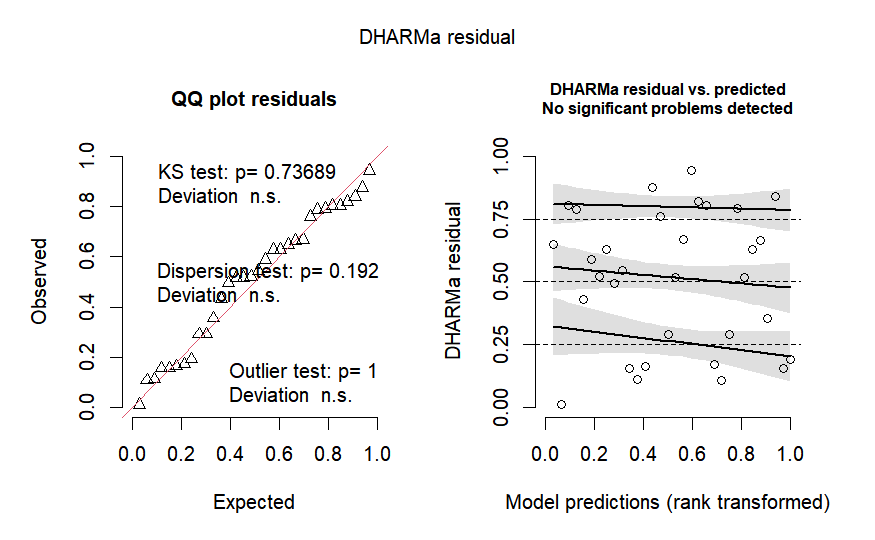 DHARMa residual
QQ plot residuals
KS test: p= 0.73689
Deviation  n.s.
Dispersion test: p= 0.192
Deviation  n.s.
Outlier test: p= 1
Deviation  n.s.
Observed
0.0 0.2 0.4 0.6 0.8 1.0
0.0 0.2 0.4 0.6 0.8 1.0
Expected
DHARMa residual vs. predicted
No significant problems detected
DHARMa residual
0.00 0.25 0.50 0.75 1.00
0.0 0.2 0.4 0.6 0.8 1.0
Model predictions (rank transformed)